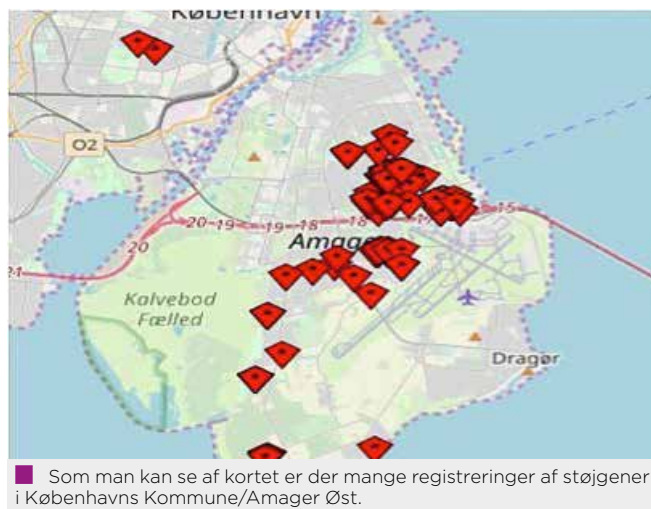 København
O2
20
20
19
19
18
18
15
21
Amager
Kalvebod
Fælled
Dragør
Som man kan se af kortet er der mange registreringer af støjgener
i Københavns Kommune/Amager Øst.